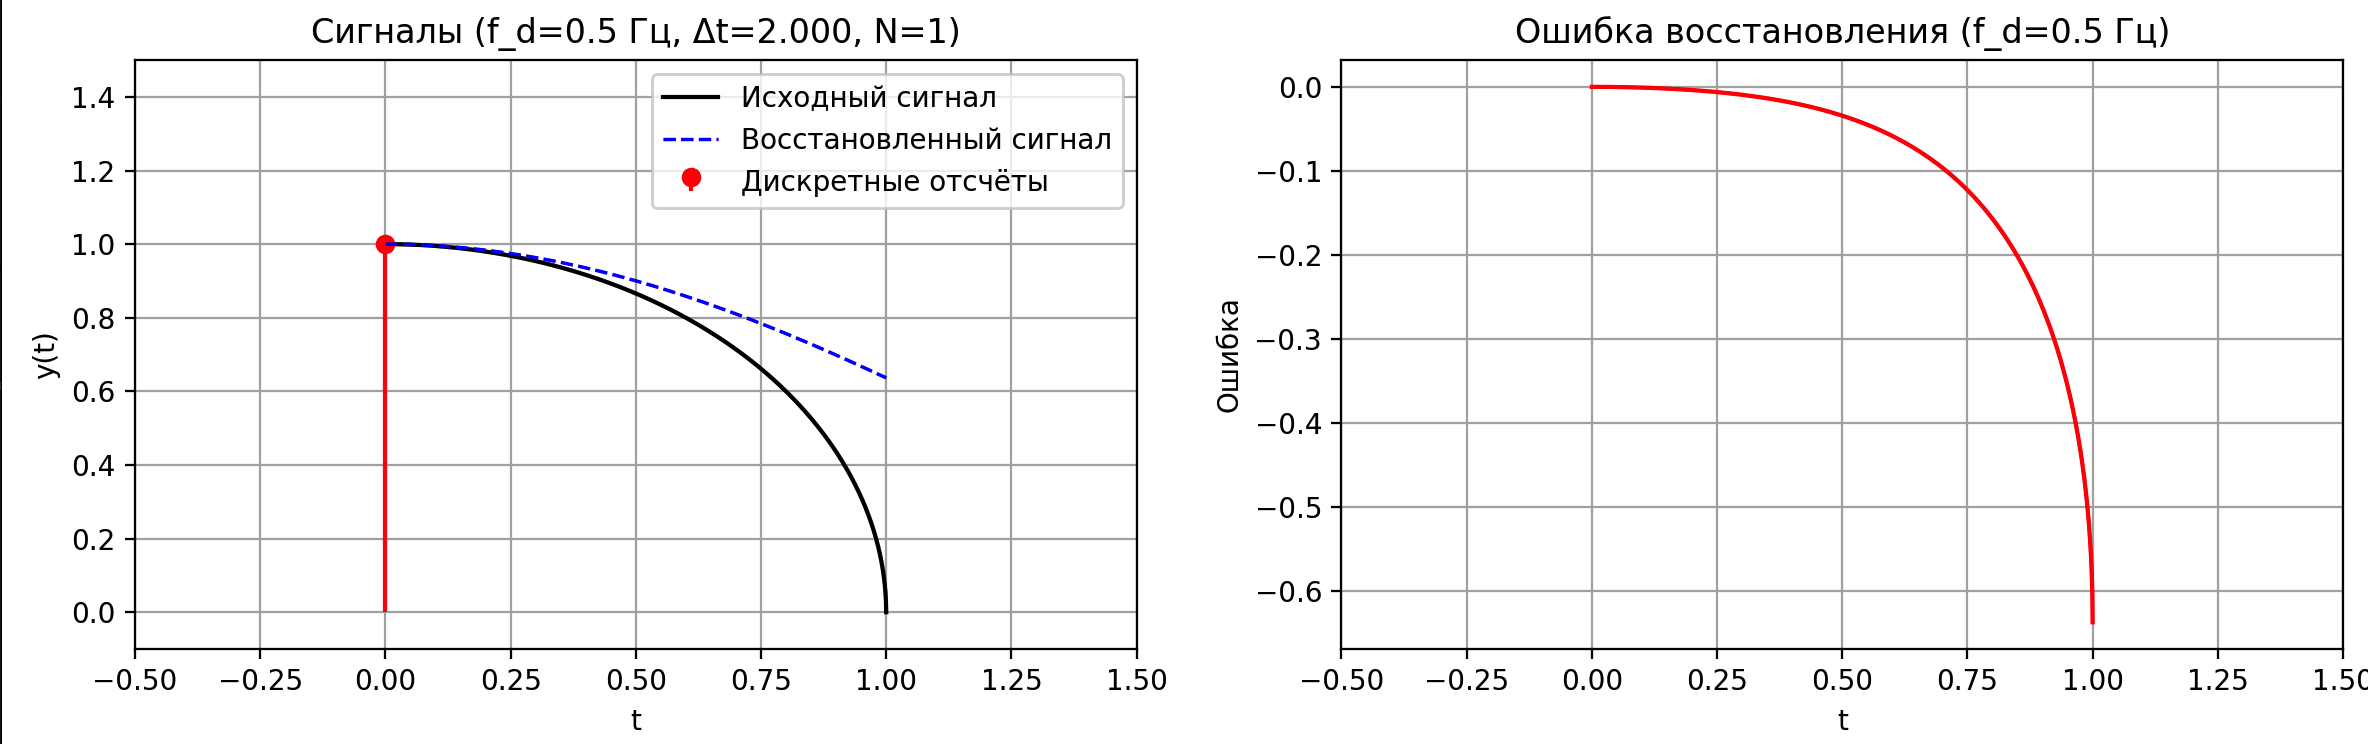 Сигналы (f_d=0.5 Гц, Δt=2.000, N=1)
1.4
1.2
1.0
0.8
0.6
0.4
0.2
0.0
y(t)
Исходный сигнал
Восстановленный сигнал
Дискретные отсчёты
−0.50 −0.25 0.00 0.25 0.50 0.75 1.00 1.25 1.50
t
Ошибка восстановления (f_d=0.5 Гц)
0.0
−0.1
−0.2
−0.3
−0.4
−0.5
−0.6
Ошибка
−0.50 −0.25 0.00 0.25 0.50 0.75 1.00 1.25 1.50
t